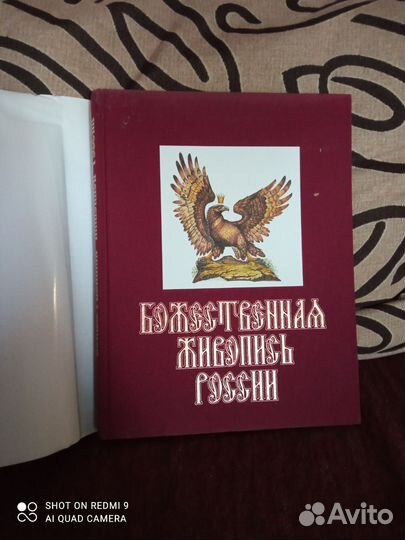 БОЖЕСТВЕННАЯ
ЖИВОПИСЬ
РОССИИ
SHOT ON REDMI 9
AI QUAD CAMERA
Avito